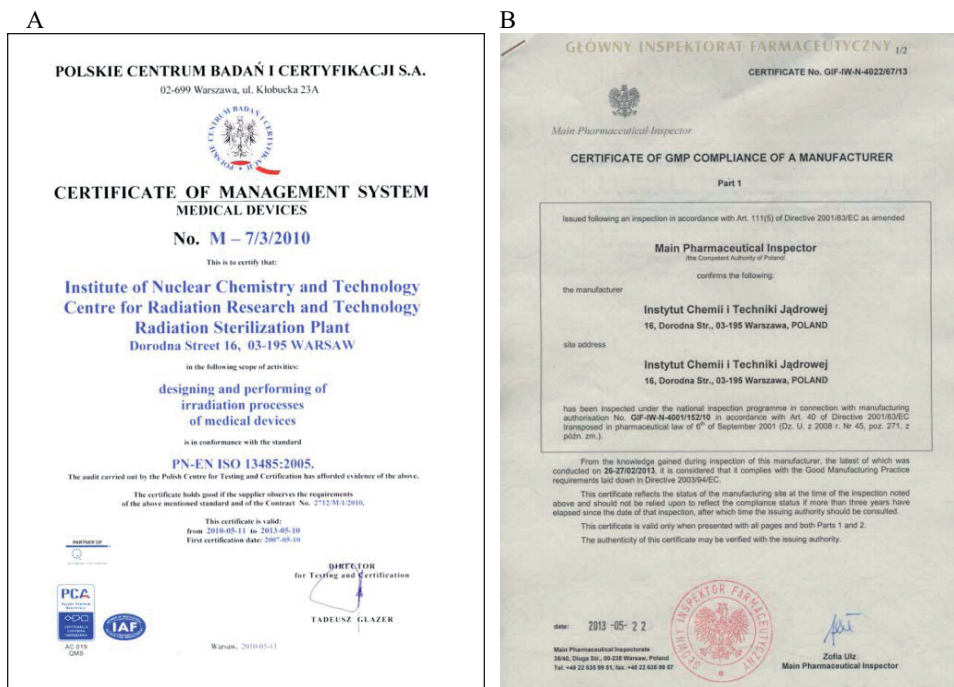 A
POLSKIE CENTRUM BADAŃ I CERTYFIKACJI S.A.
02-699 Warszawa, ul. Kłobucka 23A
POLSKIE CENTRUM BADAŃ I CERTYFIKACJI
CERTIFICATE OF MANAGEMENT SYSTEM
MEDICAL DEVICES
No. M – 7/3/2010
This is to certify that:
Institute of Nuclear Chemistry and Technology
Centre for Radiation Research and Technology
Radiation Sterilization Plant
Dorodna Street 16, 03-195 WARSAW
in the following scope of activities:
designing and performing of
irradiation processes
of medical devices
is in conformance with the standard
PN-EN ISO 13485:2005.
The audit carried out by the Polish Centre for Testing and Certification has afforded evidence of the above.
The certificate holds good if the supplier observes the requirements
of the above mentioned standard and of the Contract No. 2712/M/1/2010.
This certificate is valid:
from 2010-05-11 to 2013-05-10
First certification date: 2007-05-10
PARTNER OF
DIRECTOR
for Testing and Certification
TADEUSZ GLAZER
PCA
IAF
AC 019
QMS
Warsaw, 2010-05-11
B
GŁÓWNY INSPEKTORAT FARMACEUTYCZNY 1/2
CERTIFICATE No. GIF-IW-N-4022/67/13
Main Pharmaceutical Inspector
CERTIFICATE OF GMP COMPLIANCE OF A MANUFACTURER
Part 1
Issued following an inspection in accordance with Art. 111(5) of Directive 2001/83/EC as amended
Main Pharmaceutical Inspector
/the Competent Authority of Poland/
confirms the following:
the manufacturer
Instytut Chemii i Techniki Jądrowej
16, Dorodna Str., 03-195 Warszawa, POLAND
site address
Instytut Chemii i Techniki Jądrowej
16, Dorodna Str., 03-195 Warszawa, POLAND
has been inspected under the national inspection programme in connection with manufacturing
authorisation No. GIF-IW-N-4001/152/10 in accordance with Art. 40 of Directive 2001/83/EC
transposed in pharmaceutical law of 6th of September 2001 (Dz. U. z 2008 r. Nr 45, poz. 271, z
późn. zm.).
From the knowledge gained during inspection of this manufacturer, the latest of which was
conducted on 26-27/02/2013, it is considered that it complies with the Good Manufacturing Practice
requirements laid down in Directive 2003/94/EC.
This certificate reflects the status of the manufacturing site at the time of the inspection noted
above and should not be relied upon to reflect the compliance status if more than three years have
elapsed since the date of that inspection, after which time the issuing authority should be consulted.
This certificate is valid only when presented with all pages and both Parts 1 and 2.
The authenticity of this certificate may be verified with the issuing authority.
GŁÓWNY INSPEKTOR FARMACEUTYCZNY
date: 2013 -05- 2 2
Main Pharmaceutical Inspectorate
38/40, Długa Str., 00-238 Warsaw, Poland
Zofia Ulz
Main Pharmaceutical Inspector